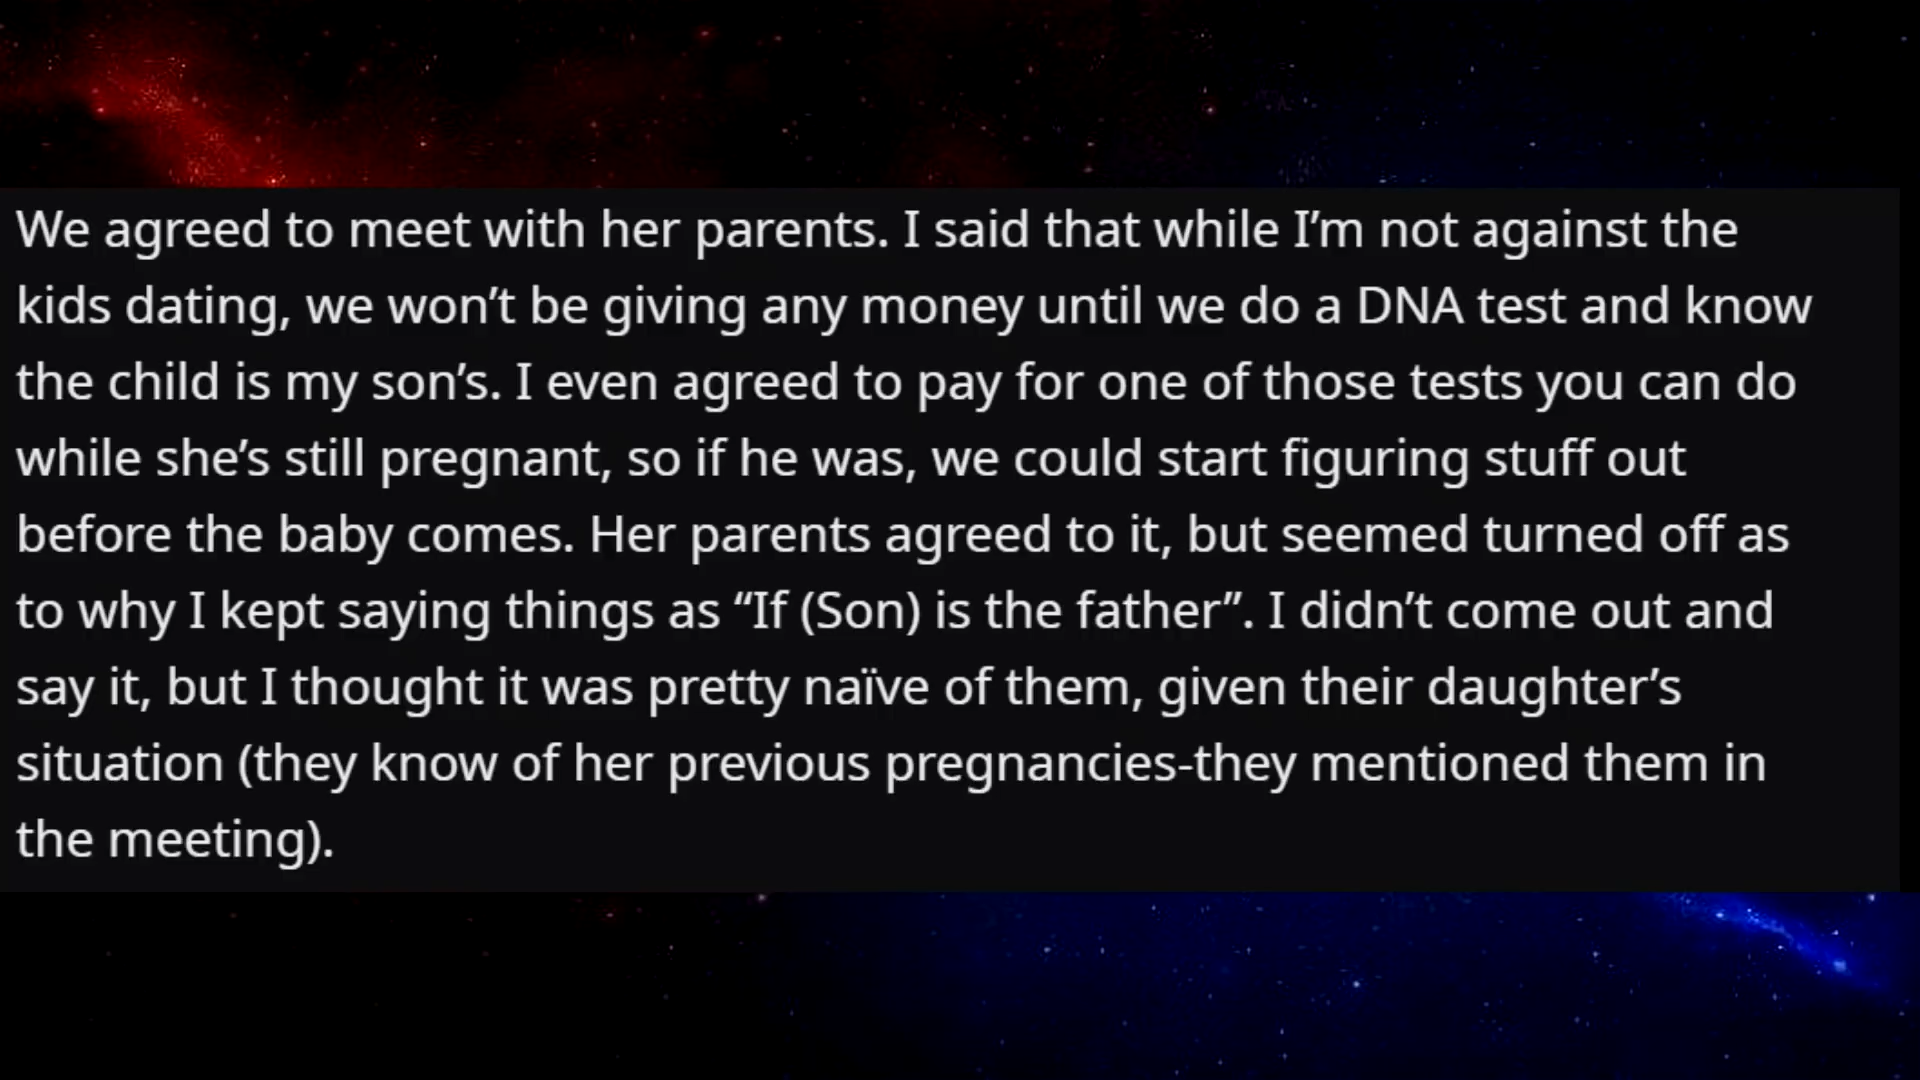 We agreed to meet with her parents. I said that while I’m not against the
kids dating, we won’t be giving any money until we do a DNA test and know
the child is my son’s. I even agreed to pay for one of those tests you can do
while she’s still pregnant, so if he was, we could start figuring stuff out
before the baby comes. Her parents agreed to it, but seemed turned off as
to why I kept saying things as “If (Son) is the father”. I didn’t come out and
say it, but I thought it was pretty naïve of them, given their daughter’s
situation (they know of her previous pregnancies-they mentioned them in
the meeting).